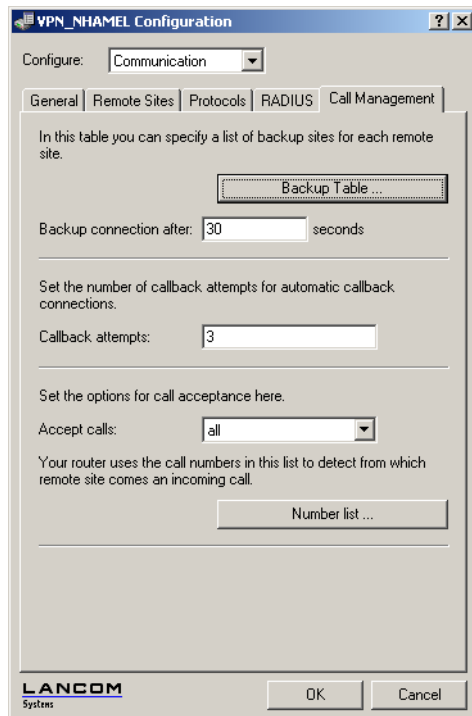 VPN_NHAMEL Configuration
Configure: Communication
General Remote Sites Protocols RADIUS Call Management
In this table you can specify a list of backup sites for each remote
site.
Backup Table ...
Backup connection after: 30 seconds
Set the number of callback attempts for automatic callback
connections.
Callback attempts: 3
Set the options for call acceptance here.
Accept calls: all
Your router uses the call numbers in this list to detect from which
remote site comes an incoming call.
Number list ...
LANCOM
Systems
OK Cancel